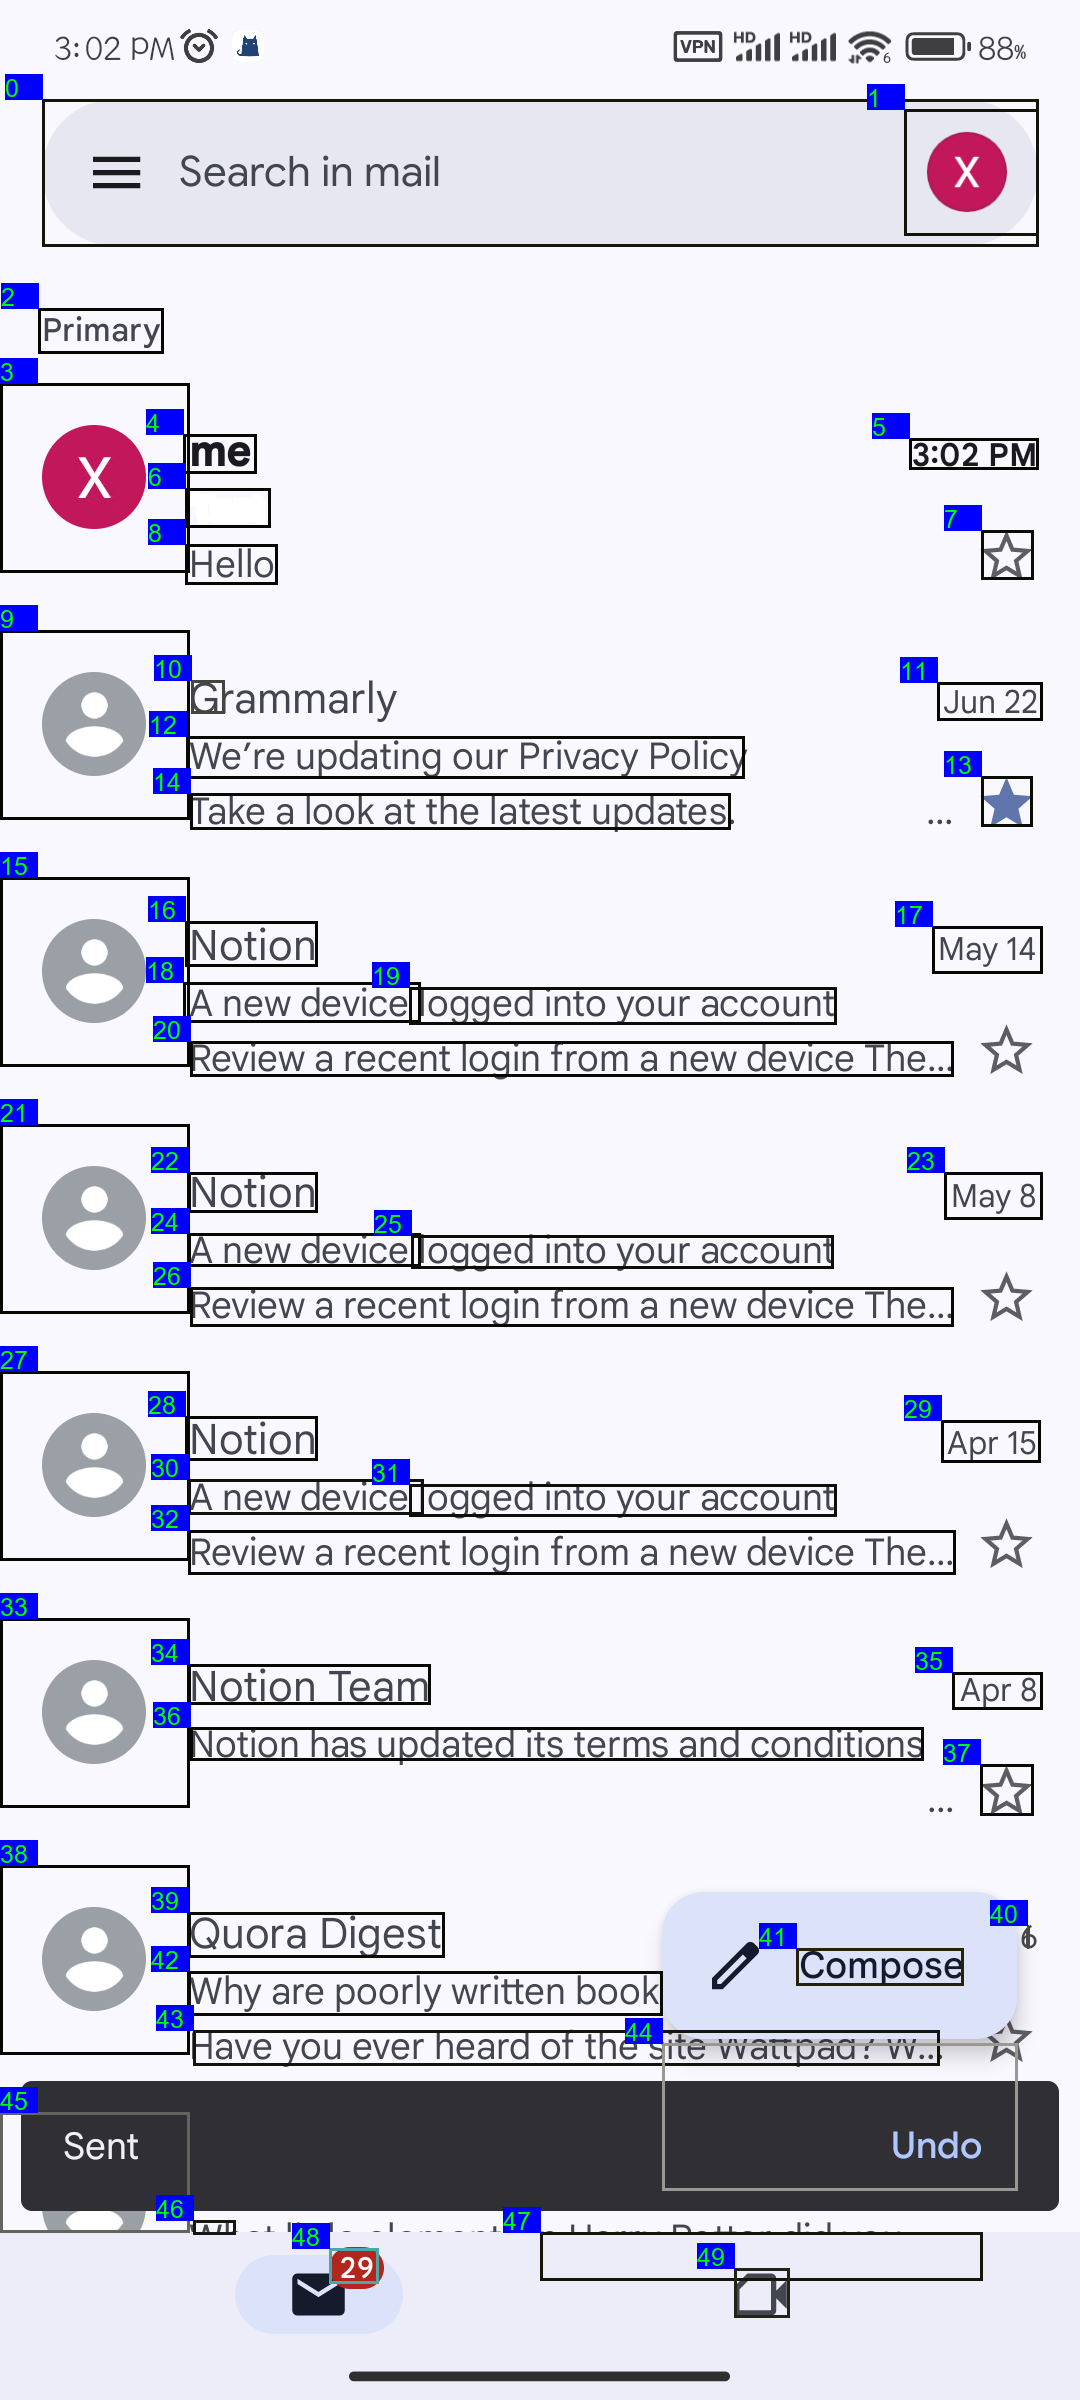 3:02 PM
VPN HD HD 6 88%
0
1
Search in mail
X
2
Primary
3
4
me
5
3:02 PM
X
6
7
8
Hello
9
10
Grammarly
11
Jun 22
12
We're updating our Privacy Policy
13
14
Take a look at the latest updates.
...
15
16
Notion
17
May 14
18
19
A new device logged into your account
20
Review a recent login from a new device The...
21
22
Notion
23
May 8
24
25
A new device logged into your account
26
Review a recent login from a new device The...
27
28
Notion
29
Apr 15
30
31
A new device logged into your account
32
Review a recent login from a new device The...
33
34
Notion Team
35
Apr 8
36
Notion has updated its terms and conditions
37
...
38
39
Quora Digest
40
6
41
Compose
42
Why are poorly written book
43
44
Have you ever heard of the site Wattpad? W...
45
Sent
Undo
46
47
48
29
49